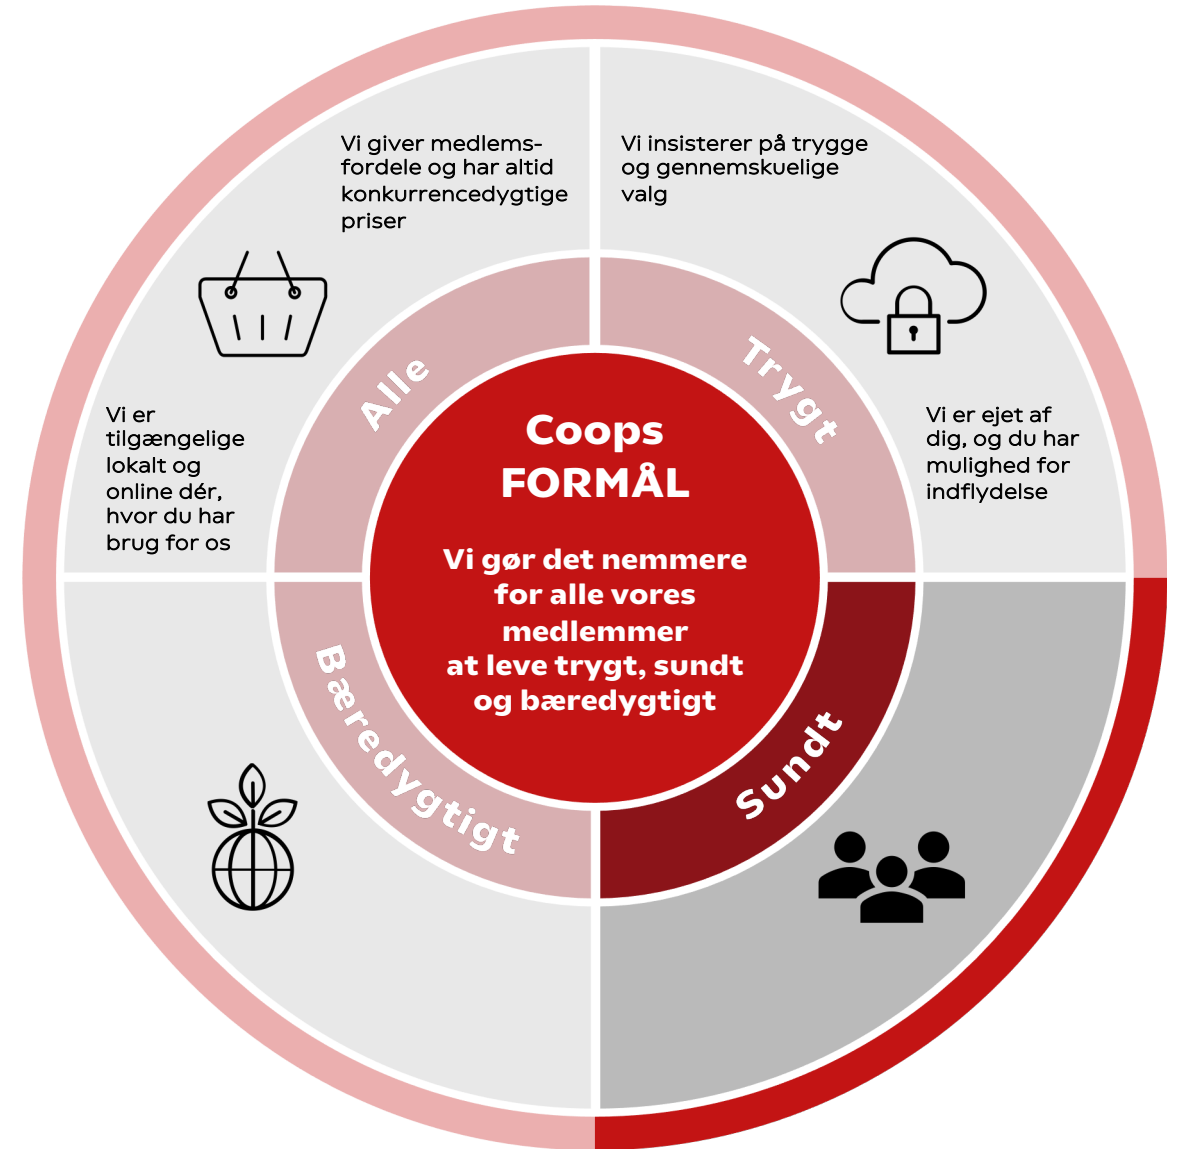 Vi giver medlems-
fordele og har altid
konkurrencedygtige
priser
Vi insisterer på trygge
og gennemskuelige
valg
Vi er
tilgængelige
lokalt og
online dér,
hvor du har
brug for os
Alle
Trygt
Vi er ejet af
dig, og du har
mulighed for
indflydelse
Coops
FORMÅL
Vi gør det nemmere
for alle vores
medlemmer
at leve trygt, sundt
og bæredygtigt
Bæredygtigt
Sundt